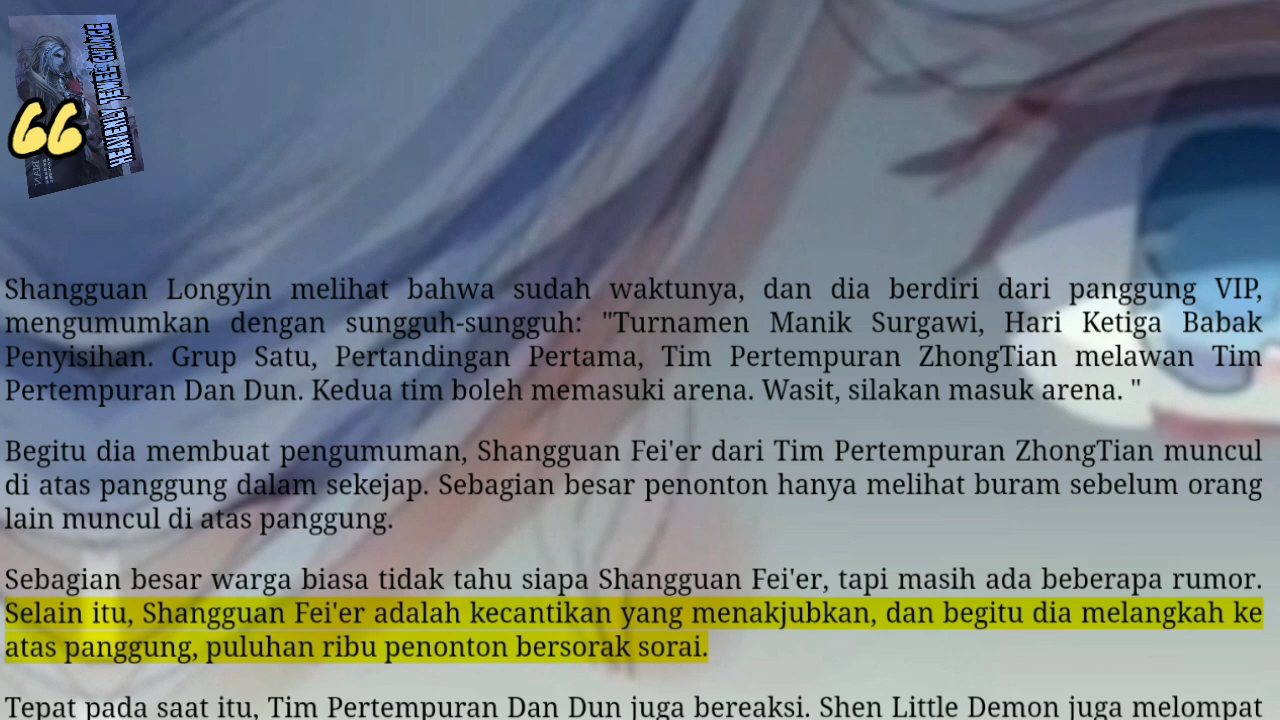 HEAVENLY JEWEL CHANGE
66
Shangguan Longyin melihat bahwa sudah waktunya, dan dia berdiri dari panggung VIP,
mengumumkan dengan sungguh-sungguh: "Turnamen Manik Surgawi, Hari Ketiga Babak
Penyisihan. Grup Satu, Pertandingan Pertama, Tim Pertempuran ZhongTian melawan Tim
Pertempuran Dan Dun. Kedua tim boleh memasuki arena. Wasit, silakan masuk arena. "
Begitu dia membuat pengumuman, Shangguan Fei'er dari Tim Pertempuran ZhongTian muncul
di atas panggung dalam sekejap. Sebagian besar penonton hanya melihat buram sebelum orang
lain muncul di atas panggung.
Sebagian besar warga biasa tidak tahu siapa Shangguan Fei'er, tapi masih ada beberapa rumor.
Selain itu, Shangguan Fei'er adalah kecantikan yang menakjubkan, dan begitu dia melangkah ke
atas panggung, puluhan ribu penonton bersorak sorai.
Tepat pada saat itu, Tim Pertempuran Dan Dun juga bereaksi. Shen Little Demon juga melompat